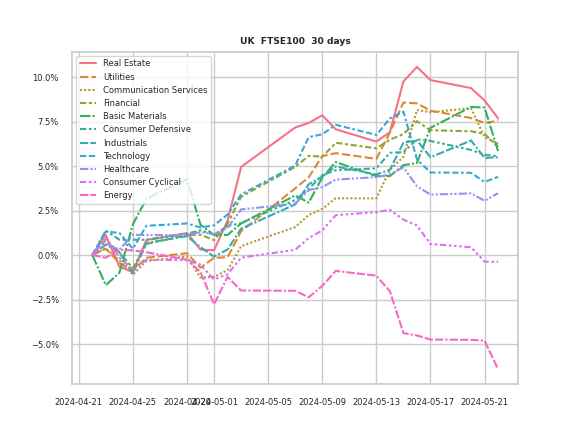 UK FTSE100 30 days
Real Estate
Utilities
Communication Services
Financial
Basic Materials
Consumer Defensive
Industrials
Technology
Healthcare
Consumer Cyclical
Energy
10.0%
7.5%
5.0%
2.5%
0.0%
−2.5%
−5.0%
2024-04-21 2024-04-25 2024-04-29 2024-05-01 2024-05-05 2024-05-09 2024-05-13 2024-05-17 2024-05-21